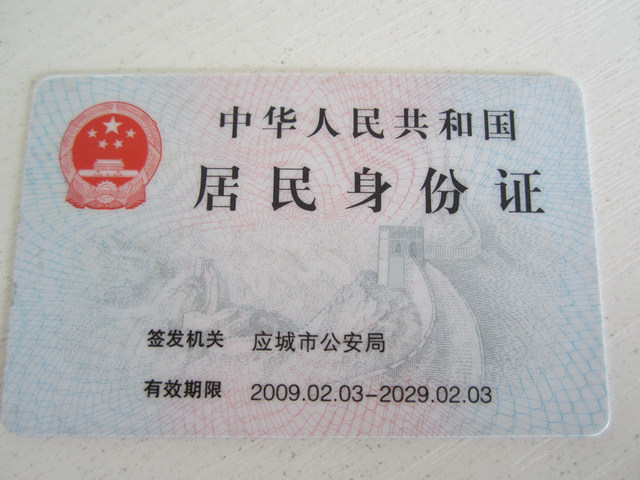 中华人民共和国
居民身份证
签发机关 应城市公安局
有效期限 2009.02.03-2029.02.03